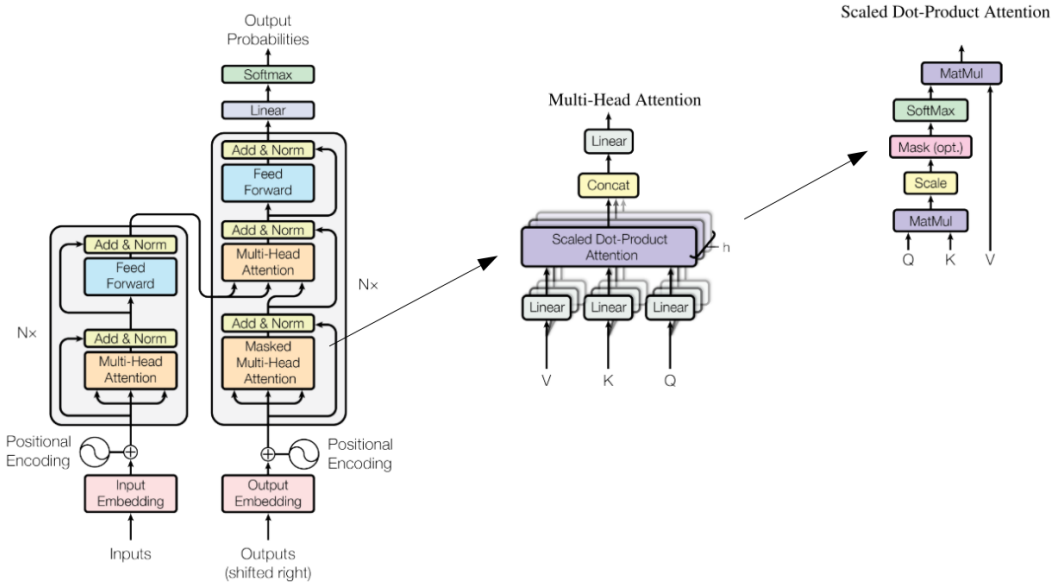 Output
Probabilities
Softmax
Linear
Add & Norm
Feed
Forward
Add & Norm
Multi-Head
Attention
Nx
Add & Norm
Masked
Multi-Head
Attention
Add & Norm
Feed
Forward
Nx
Add & Norm
Multi-Head
Attention
Positional
Encoding
Positional
Encoding
Input
Embedding
Output
Embedding
Inputs
Outputs
(shifted right)
Multi-Head Attention
Linear
Concat
Scaled Dot-Product
Attention
h
Linear
Linear
Linear
V
K
Q
Scaled Dot-Product Attention
MatMul
SoftMax
Mask (opt.)
Scale
MatMul
Q
K
V